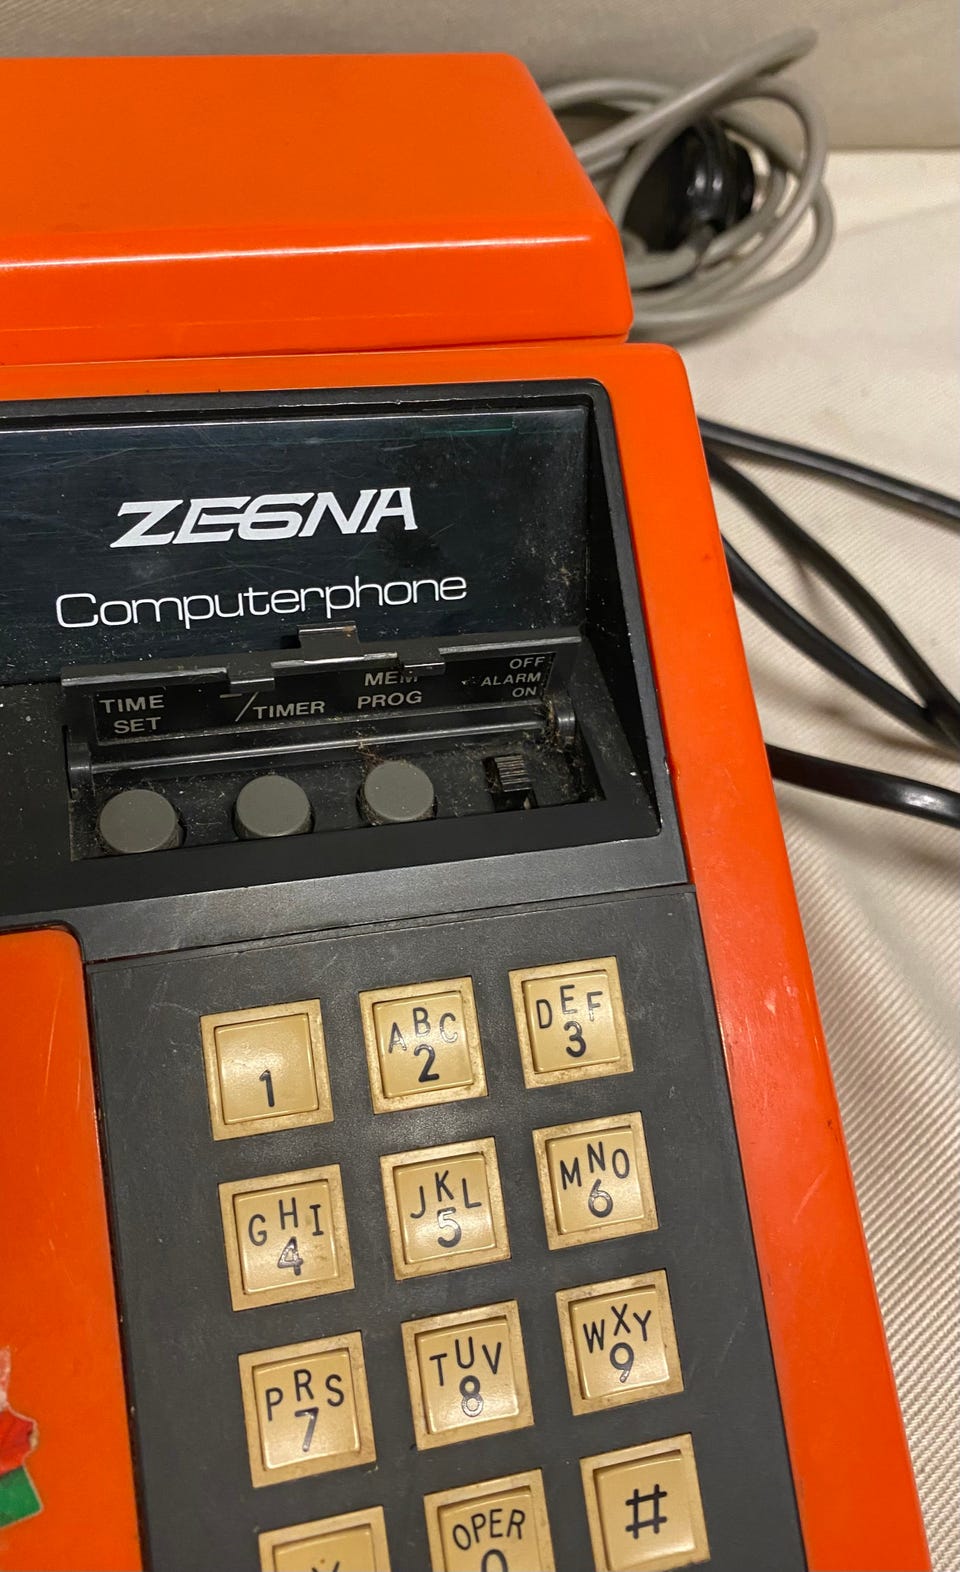 ZEGNA
Computerphone
TIME SET
—/TIMER
MEM PROG
OFF
ALARM
ON
1
ABC 2
DEF 3
GHI 4
JKL 5
MNO 6
PRS 7
TUV 8
WXY 9
OPER 0
#